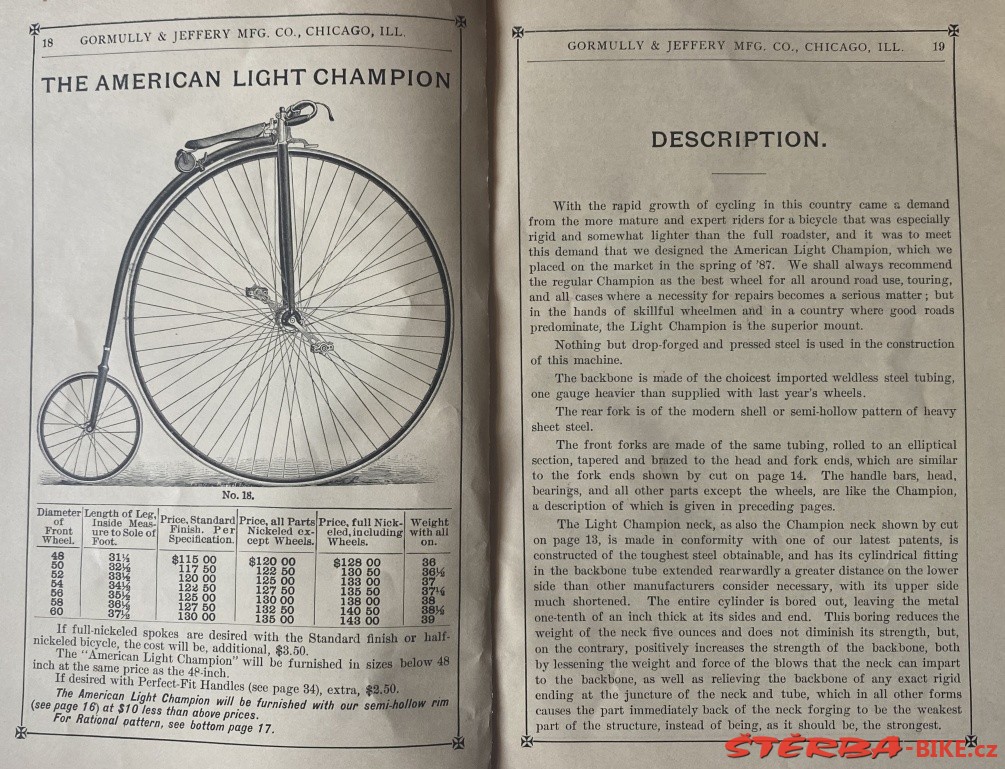 18 GORMULLY & JEFFERY MFG. CO., CHICAGO, ILL.
THE AMERICAN LIGHT CHAMPION
No. 18.
Diameter of Front Wheel. | Length of Leg, Inside Measure to Sole of Foot. | Price, Standard Finish. Per Specification. | Price, all Parts Nickeled except Wheels. | Price, full Nickeled, including Wheels. | Weight with all on.
48 31½ $115 00 $120 00 $128 00 36
50 32½ 117 50 122 50 130 50 36½
52 33½ 120 00 125 00 133 00 37
54 34½ 122 50 127 50 135 50 37½
56 35½ 125 00 130 00 138 00 38
58 36½ 127 50 132 50 140 50 38½
60 37½ 130 00 135 00 143 00 39
If full-nickeled spokes are desired with the Standard finish or half-
nickeled bicycle, the cost will be, additional, $3.50.
The "American Light Champion" will be furnished in sizes below 48
inch at the same price as the 48-inch.
If desired with Perfect-Fit Handles (see page 34), extra, $2.50.
The American Light Champion will be furnished with our semi-hollow rim
(see page 16) at $10 less than above prices.
For Rational pattern, see bottom page 17.
GORMULLY & JEFFERY MFG. CO., CHICAGO, ILL. 19
DESCRIPTION.
With the rapid growth of cycling in this country came a demand
from the more mature and expert riders for a bicycle that was especially
rigid and somewhat lighter than the full roadster, and it was to meet
this demand that we designed the American Light Champion, which we
placed on the market in the spring of '87. We shall always recommend
the regular Champion as the best wheel for all around road use, touring,
and all cases where a necessity for repairs becomes a serious matter; but
in the hands of skillful wheelmen and in a country where good roads
predominate, the Light Champion is the superior mount.
Nothing but drop-forged and pressed steel is used in the construction
of this machine.
The backbone is made of the choicest imported weldless steel tubing,
one gauge heavier than supplied with last year's wheels.
The rear fork is of the modern shell or semi-hollow pattern of heavy
sheet steel.
The front forks are made of the same tubing, rolled to an elliptical
section, tapered and brazed to the head and fork ends, which are similar
to the fork ends shown by cut on page 14. The handle bars, head,
bearings, and all other parts except the wheels, are like the Champion,
a description of which is given in preceding pages.
The Light Champion neck, as also the Champion neck shown by cut
on page 13, is made in conformity with one of our latest patents, is
constructed of the toughest steel obtainable, and has its cylindrical fitting
in the backbone tube extended rearwardly a greater distance on the lower
side than other manufacturers consider necessary, with its upper side
much shortened. The entire cylinder is bored out, leaving the metal
one-tenth of an inch thick at its sides and end. This boring reduces the
weight of the neck five ounces and does not diminish its strength, but,
on the contrary, positively increases the strength of the backbone, both
by lessening the weight and force of the blows that the neck can impart
to the backbone, as well as relieving the backbone of any exact rigid
ending at the juncture of the neck and tube, which in all other forms
causes the part immediately back of the neck forging to be the weakest
part of the structure, instead of being, as it should be, the strongest.
ŠTĚRBA-BIKE.cz